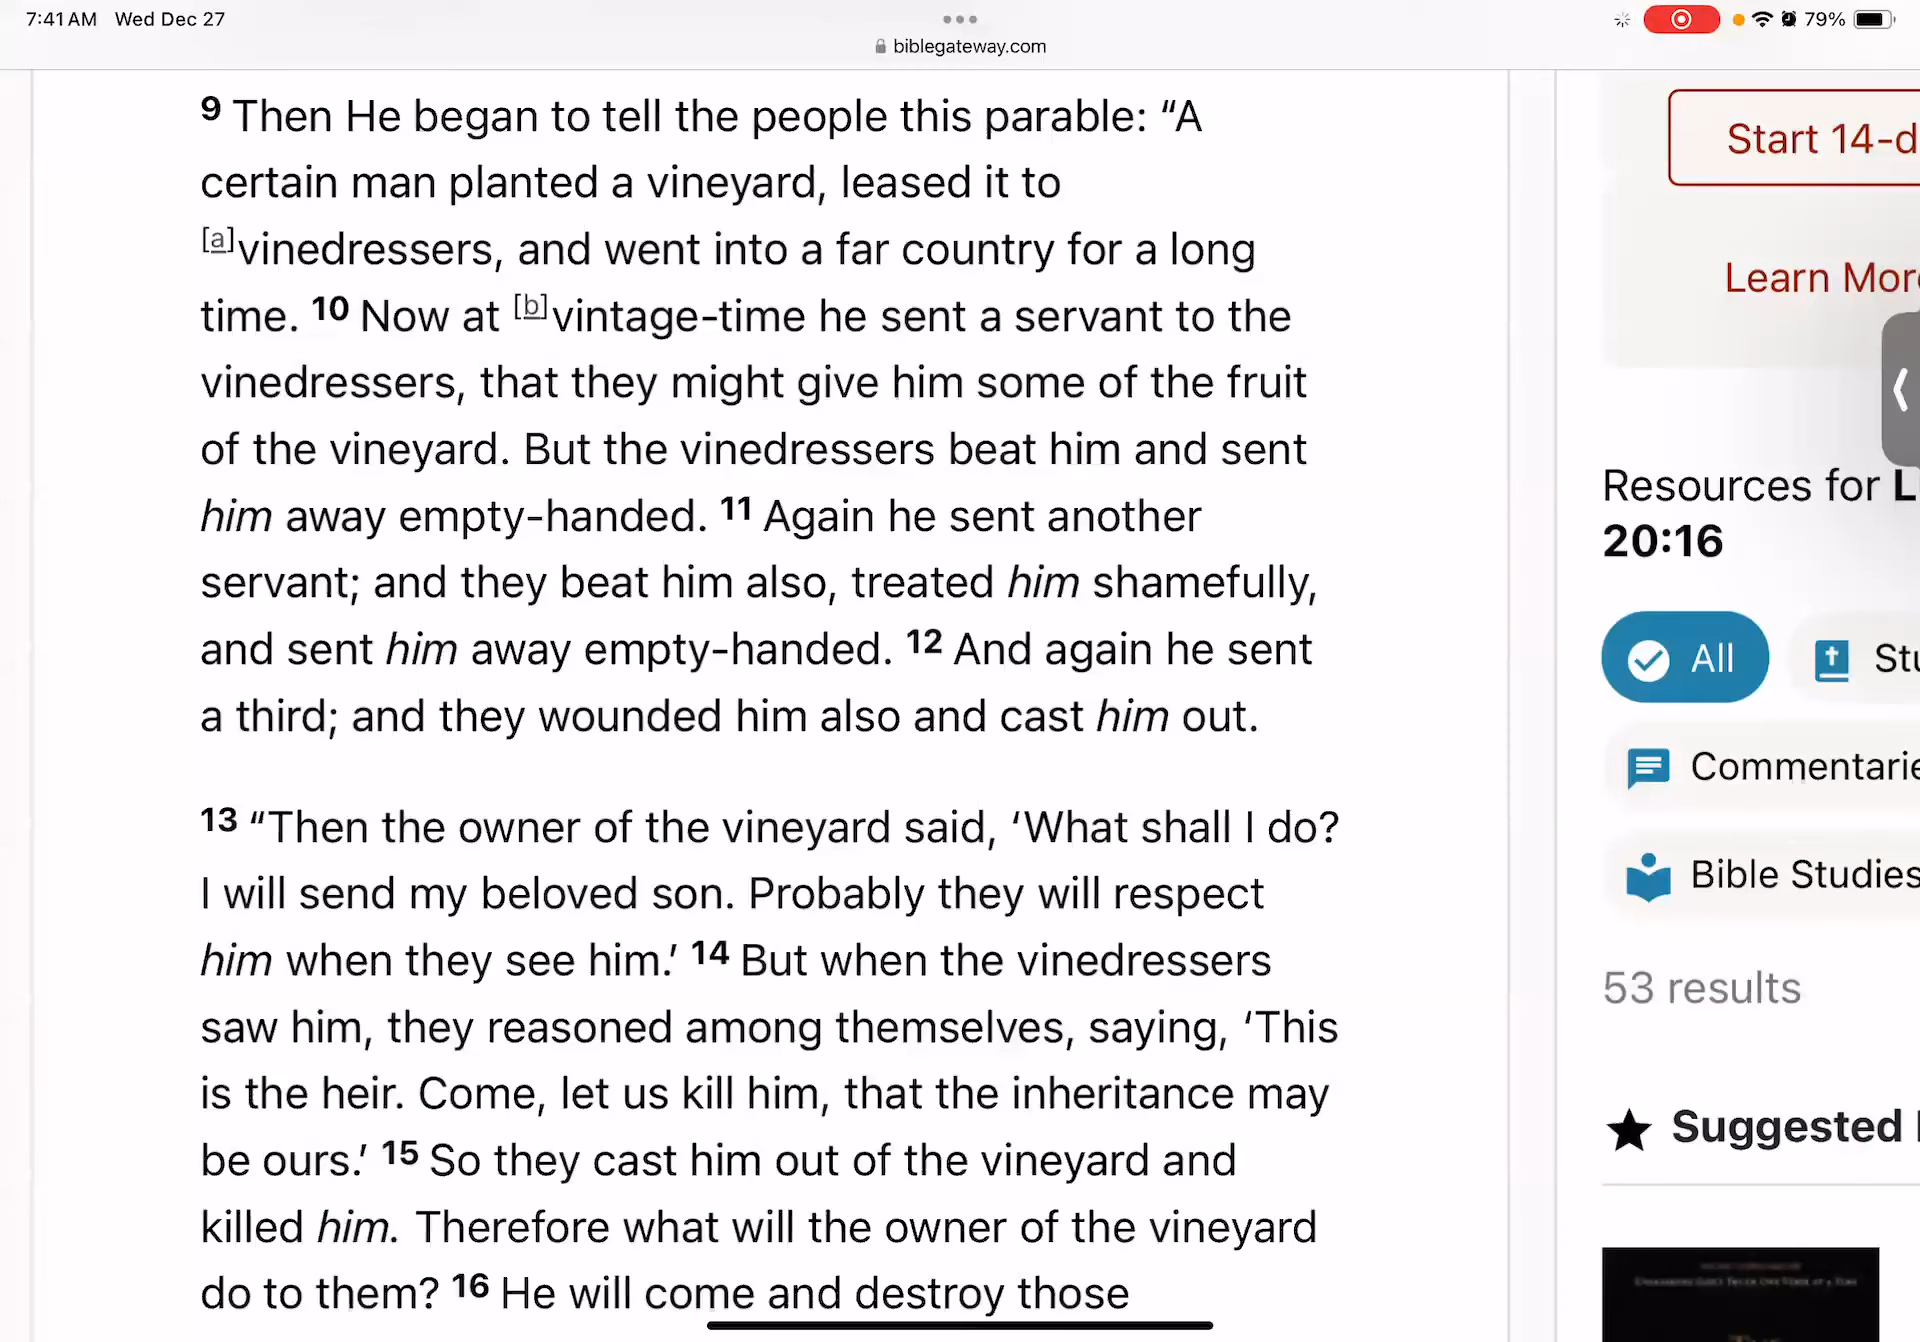 7:41 AM Wed Dec 27
79%
biblegateway.com
9 Then He began to tell the people this parable: “A
certain man planted a vineyard, leased it to
[a]vinedressers, and went into a far country for a long
time. 10 Now at [b]vintage-time he sent a servant to the
vinedressers, that they might give him some of the fruit
of the vineyard. But the vinedressers beat him and sent
him away empty-handed. 11 Again he sent another
servant; and they beat him also, treated him shamefully,
and sent him away empty-handed. 12 And again he sent
a third; and they wounded him also and cast him out.
13 “Then the owner of the vineyard said, ‘What shall I do?
I will send my beloved son. Probably they will respect
him when they see him.’ 14 But when the vinedressers
saw him, they reasoned among themselves, saying, ‘This
is the heir. Come, let us kill him, that the inheritance may
be ours.’ 15 So they cast him out of the vineyard and
killed him. Therefore what will the owner of the vineyard
do to them? 16 He will come and destroy those
Start 14-d
Learn More
Resources for L
20:16
All
Stu
Commentarie
Bible Studies
53 results
Suggested